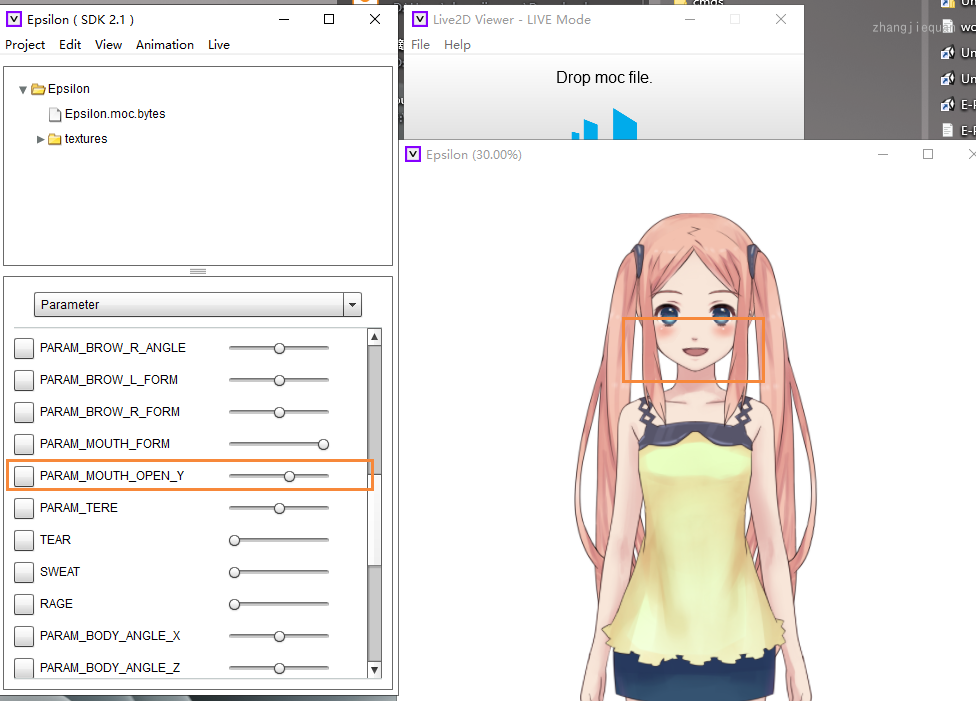 Epsilon ( SDK 2.1 )
Project Edit View Animation Live
Epsilon
Epsilon.moc.bytes
textures
Parameter
PARAM_BROW_R_ANGLE
PARAM_BROW_L_FORM
PARAM_BROW_R_FORM
PARAM_MOUTH_FORM
PARAM_MOUTH_OPEN_Y
PARAM_TERE
TEAR
SWEAT
RAGE
PARAM_BODY_ANGLE_X
PARAM_BODY_ANGLE_Z
Live2D Viewer - LIVE Mode
File Help
Drop moc file.
Epsilon (30.00%)
cmds
zhangjiequan